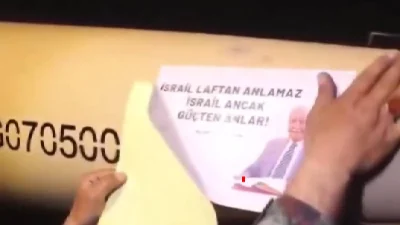 İSRAİL LAFTAN ANLAMAZ
İSRAİL ANCAK
GÜÇTEN ANLAR!
G070500